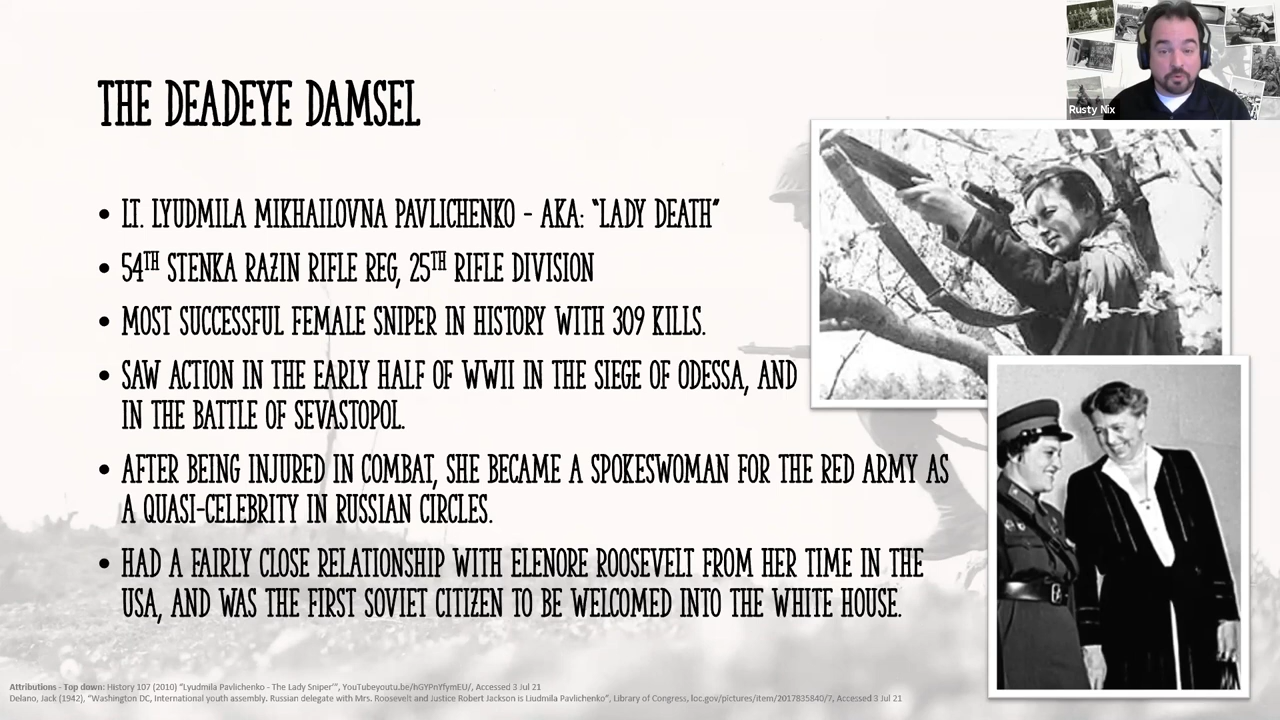 THE DEADEYE DAMSEL
Rusty Nix
• LT. LYUDMILA MIKHAILOVNA PAVLICHENKO - AKA: "LADY DEATH"
• 54TH STENKA RAZIN RIFLE REG, 25TH RIFLE DIVISION
• MOST SUCCESSFUL FEMALE SNIPER IN HISTORY WITH 309 KILLS.
• SAW ACTION IN THE EARLY HALF OF WWII IN THE SIEGE OF ODESSA, AND
IN THE BATTLE OF SEVASTOPOL.
• AFTER BEING INJURED IN COMBAT, SHE BECAME A SPOKESWOMAN FOR THE RED ARMY AS
A QUASI-CELEBRITY IN RUSSIAN CIRCLES.
• HAD A FAIRLY CLOSE RELATIONSHIP WITH ELENORE ROOSEVELT FROM HER TIME IN THE
USA, AND WAS THE FIRST SOVIET CITIZEN TO BE WELCOMED INTO THE WHITE HOUSE.
Attributions - Top down: History 107 (2010) "Lyudmila Pavlichenko - The Lady Sniper'", YouTubeyoutu.be/hGYPnYfymEU/, Accessed 3 Jul 21
Delano, Jack (1942), "Washington DC, International youth assembly. Russian delegate with Mrs. Roosevelt and Justice Robert Jackson is Liudmila Pavlichenko", Library of Congress, loc.gov/pictures/item/2017835840/7, Accessed 3 Jul 21